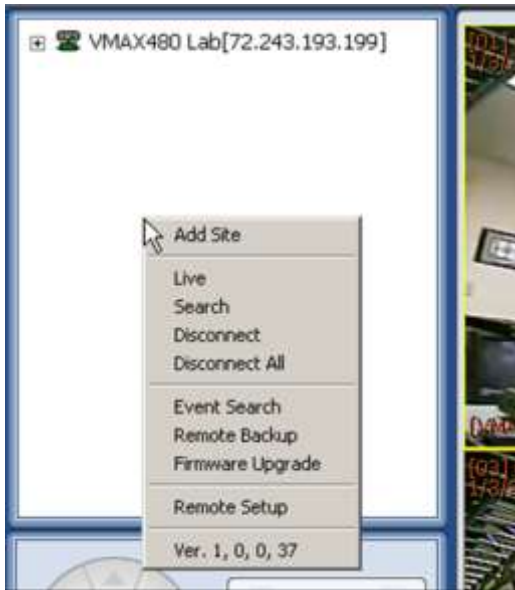 VMAX480 Lab[72.243.193.199]
Add Site
Live
Search
Disconnect
Disconnect All
Event Search
Remote Backup
Firmware Upgrade
Remote Setup
Ver. 1, 0, 0, 37